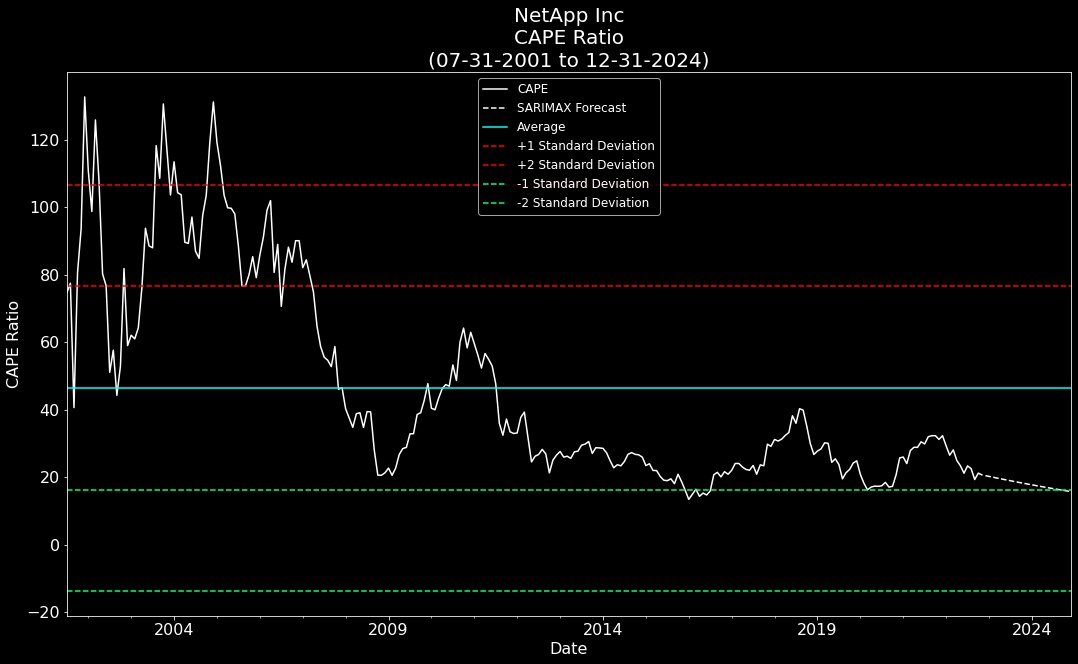 NetApp Inc
CAPE Ratio
(07-31-2001 to 12-31-2024)
CAPE
SARIMAX Forecast
Average
+1 Standard Deviation
+2 Standard Deviation
-1 Standard Deviation
-2 Standard Deviation
CAPE Ratio
120
100
80
60
40
20
0
−20
2004
2009
2014
2019
2024
Date